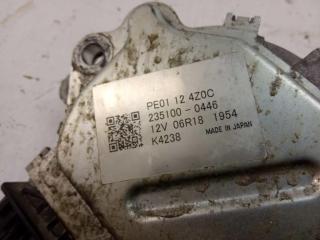 PE01 12 4Z0C
235100-0446
12V 06R18 1954
K4238 MADE IN JAPAN